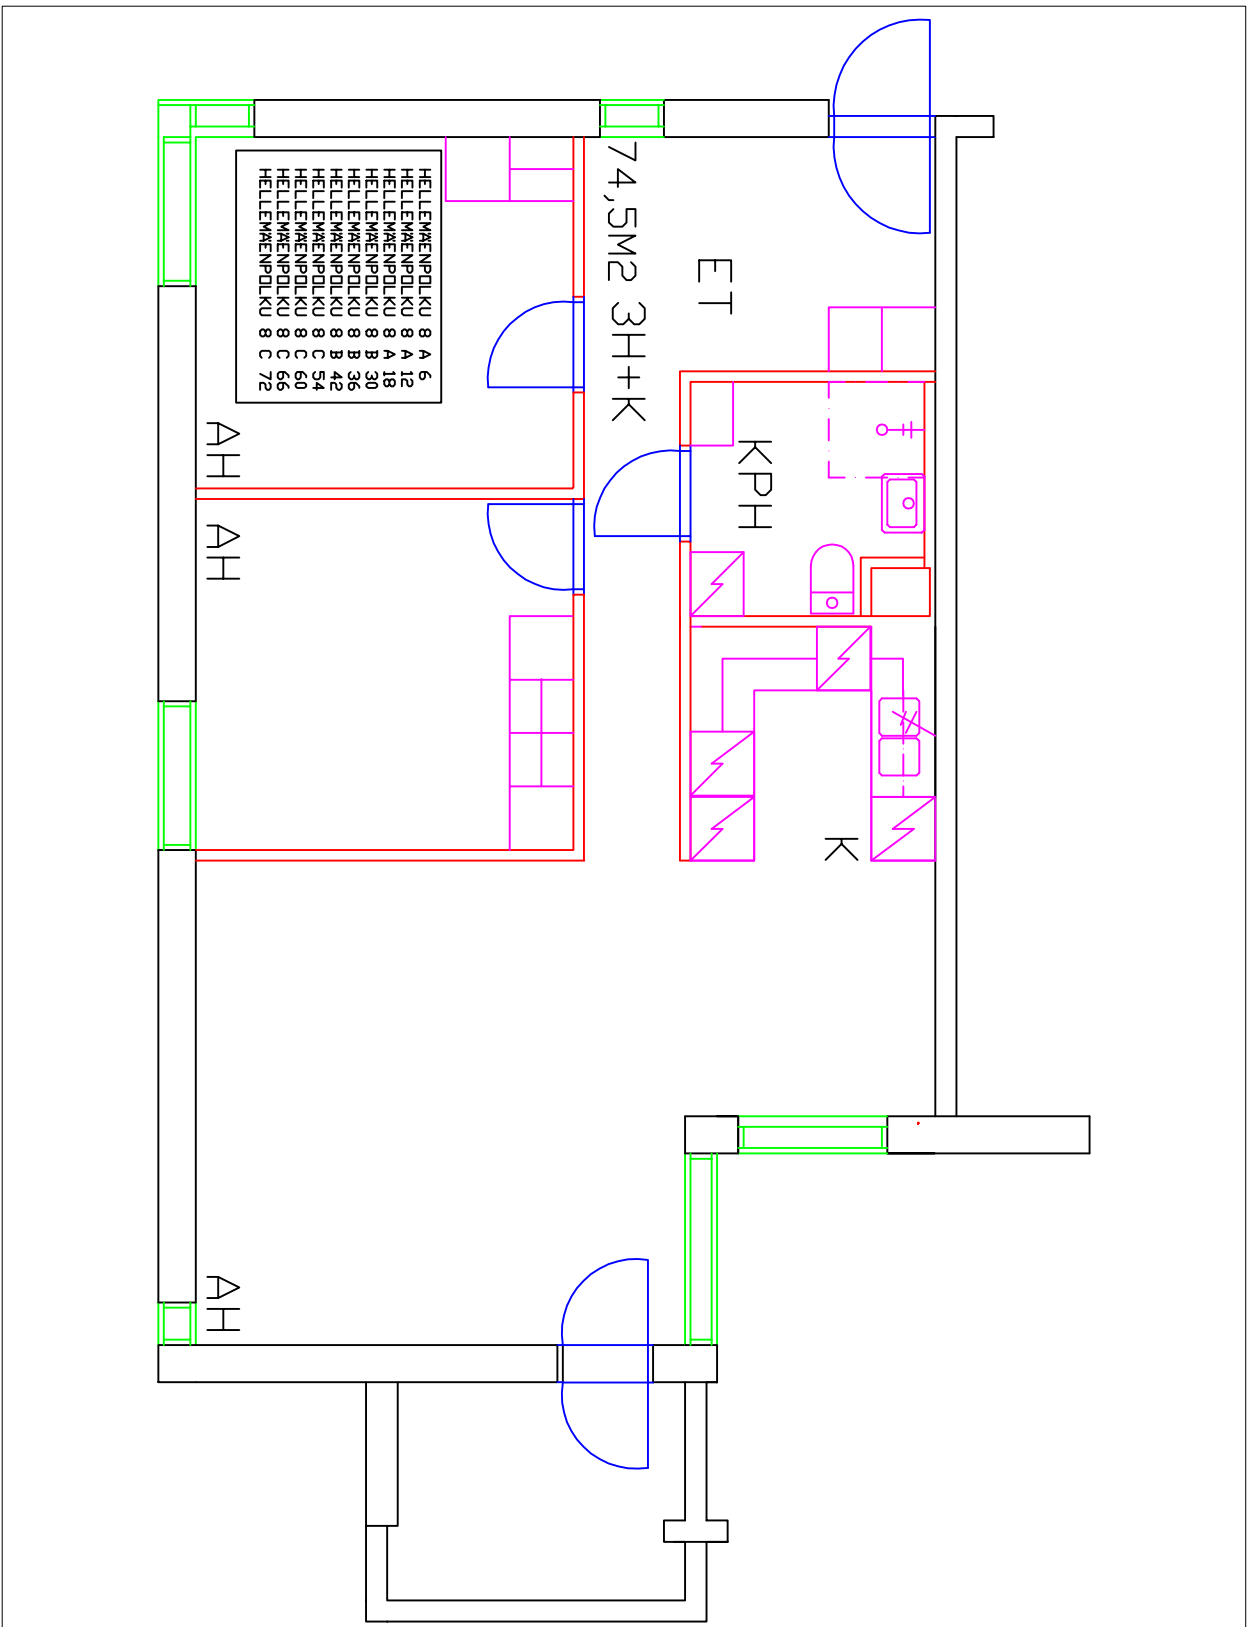 K
KPH
ET
74,5M2 3H+K
HELLEMÄENPOLKU 8 A 6
HELLEMÄENPOLKU 8 A 12
HELLEMÄENPOLKU 8 A 18
HELLEMÄENPOLKU 8 B 30
HELLEMÄENPOLKU 8 B 36
HELLEMÄENPOLKU 8 B 42
HELLEMÄENPOLKU 8 C 54
HELLEMÄENPOLKU 8 C 60
HELLEMÄENPOLKU 8 C 66
HELLEMÄENPOLKU 8 C 72
AH
AH
AH